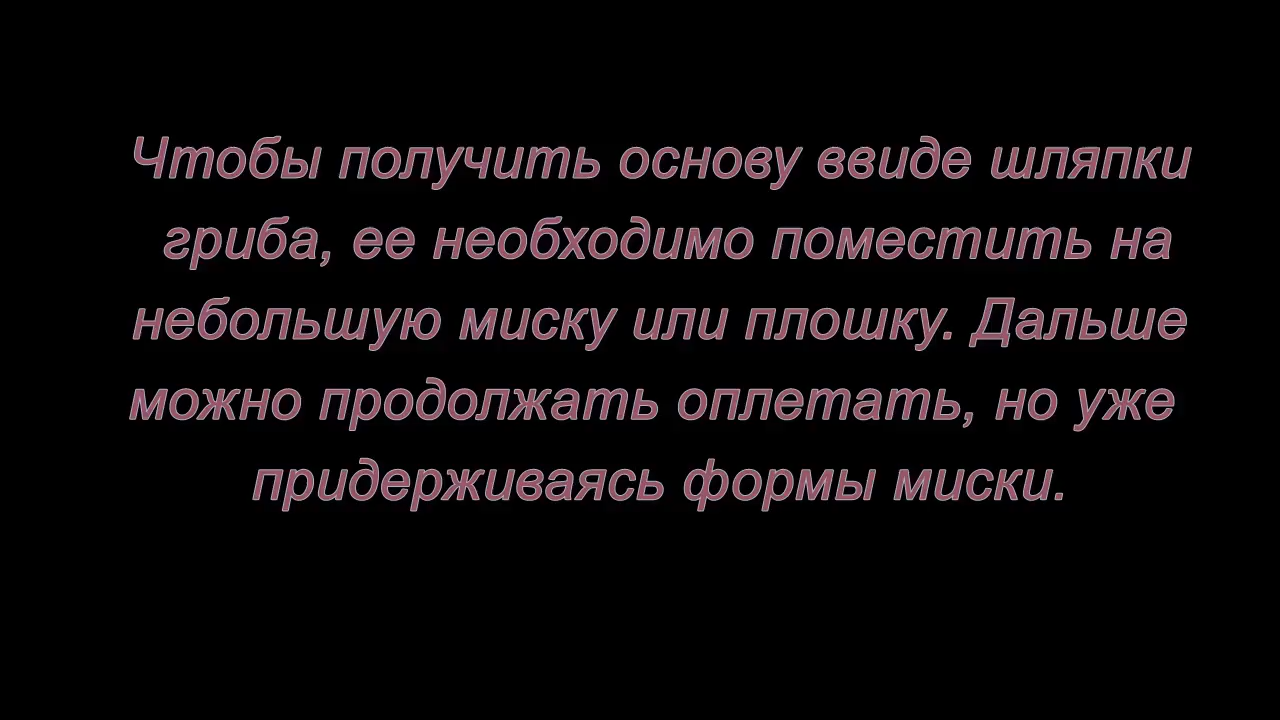 Чтобы получить основу ввиде шляпки
гриба, ее необходимо поместить на
небольшую миску или плошку. Дальше
можно продолжать оплетать, но уже
придерживаясь формы миски.